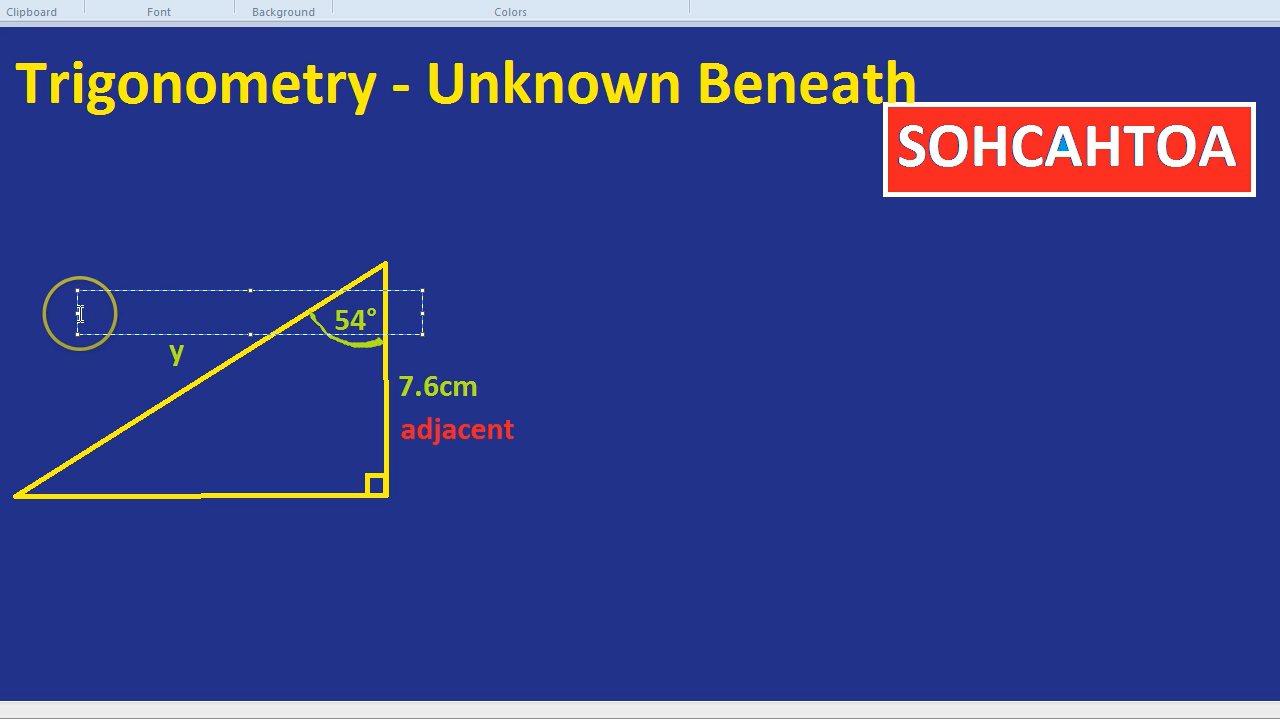 Clipboard Font Background Colors
Trigonometry - Unknown Beneath
SOHCAHTOA
54°
y
7.6cm
adjacent